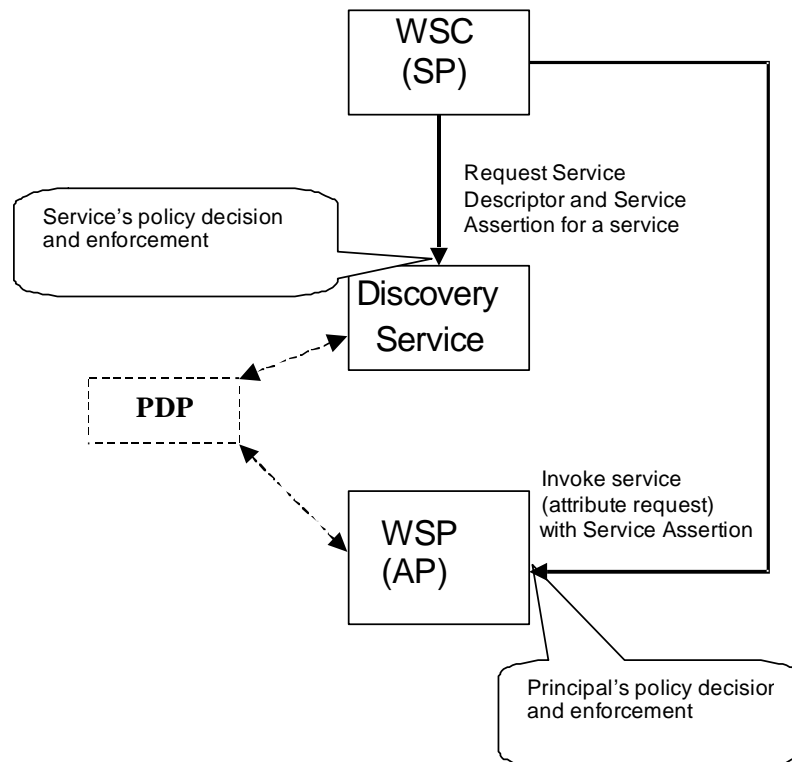 WSC
(SP)
Request Service
Descriptor and Service
Assertion for a service
Service's policy decision
and enforcement
Discovery
Service
PDP
Invoke service
(attribute request)
with Service Assertion
WSP
(AP)
Principal's policy decision
and enforcement